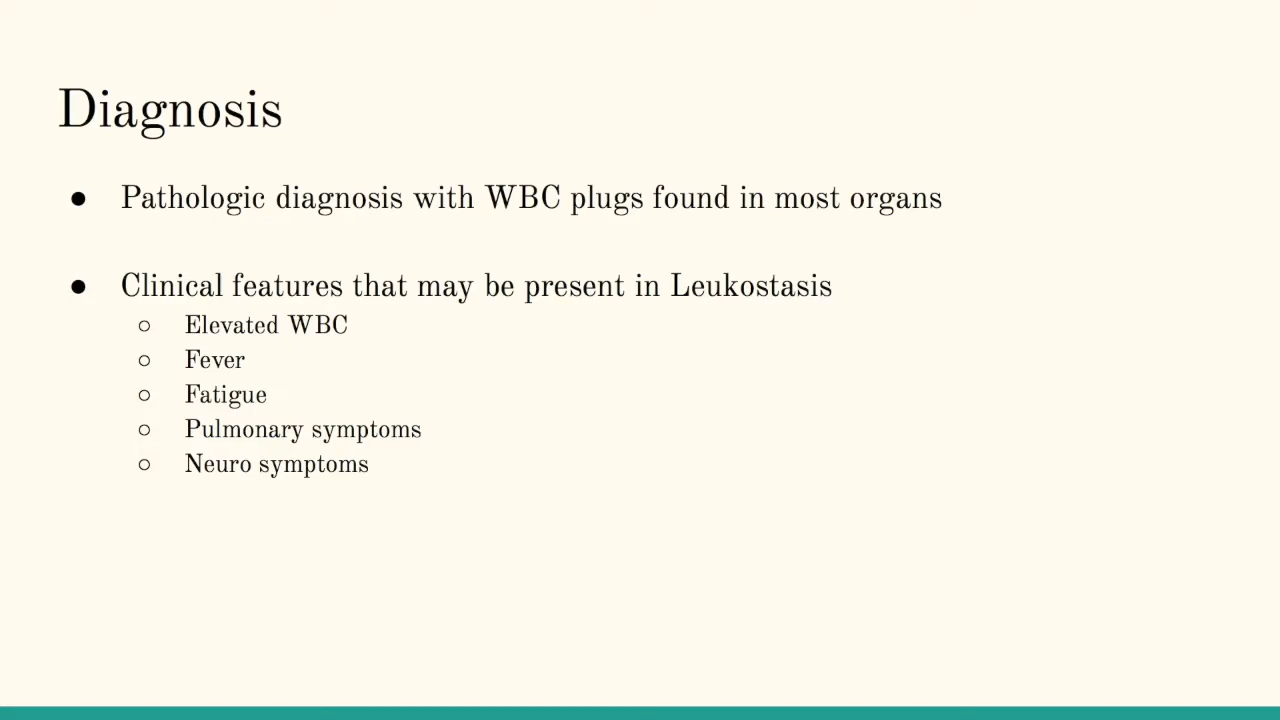 Diagnosis
● Pathologic diagnosis with WBC plugs found in most organs
● Clinical features that may be present in Leukostasis
○ Elevated WBC
○ Fever
○ Fatigue
○ Pulmonary symptoms
○ Neuro symptoms